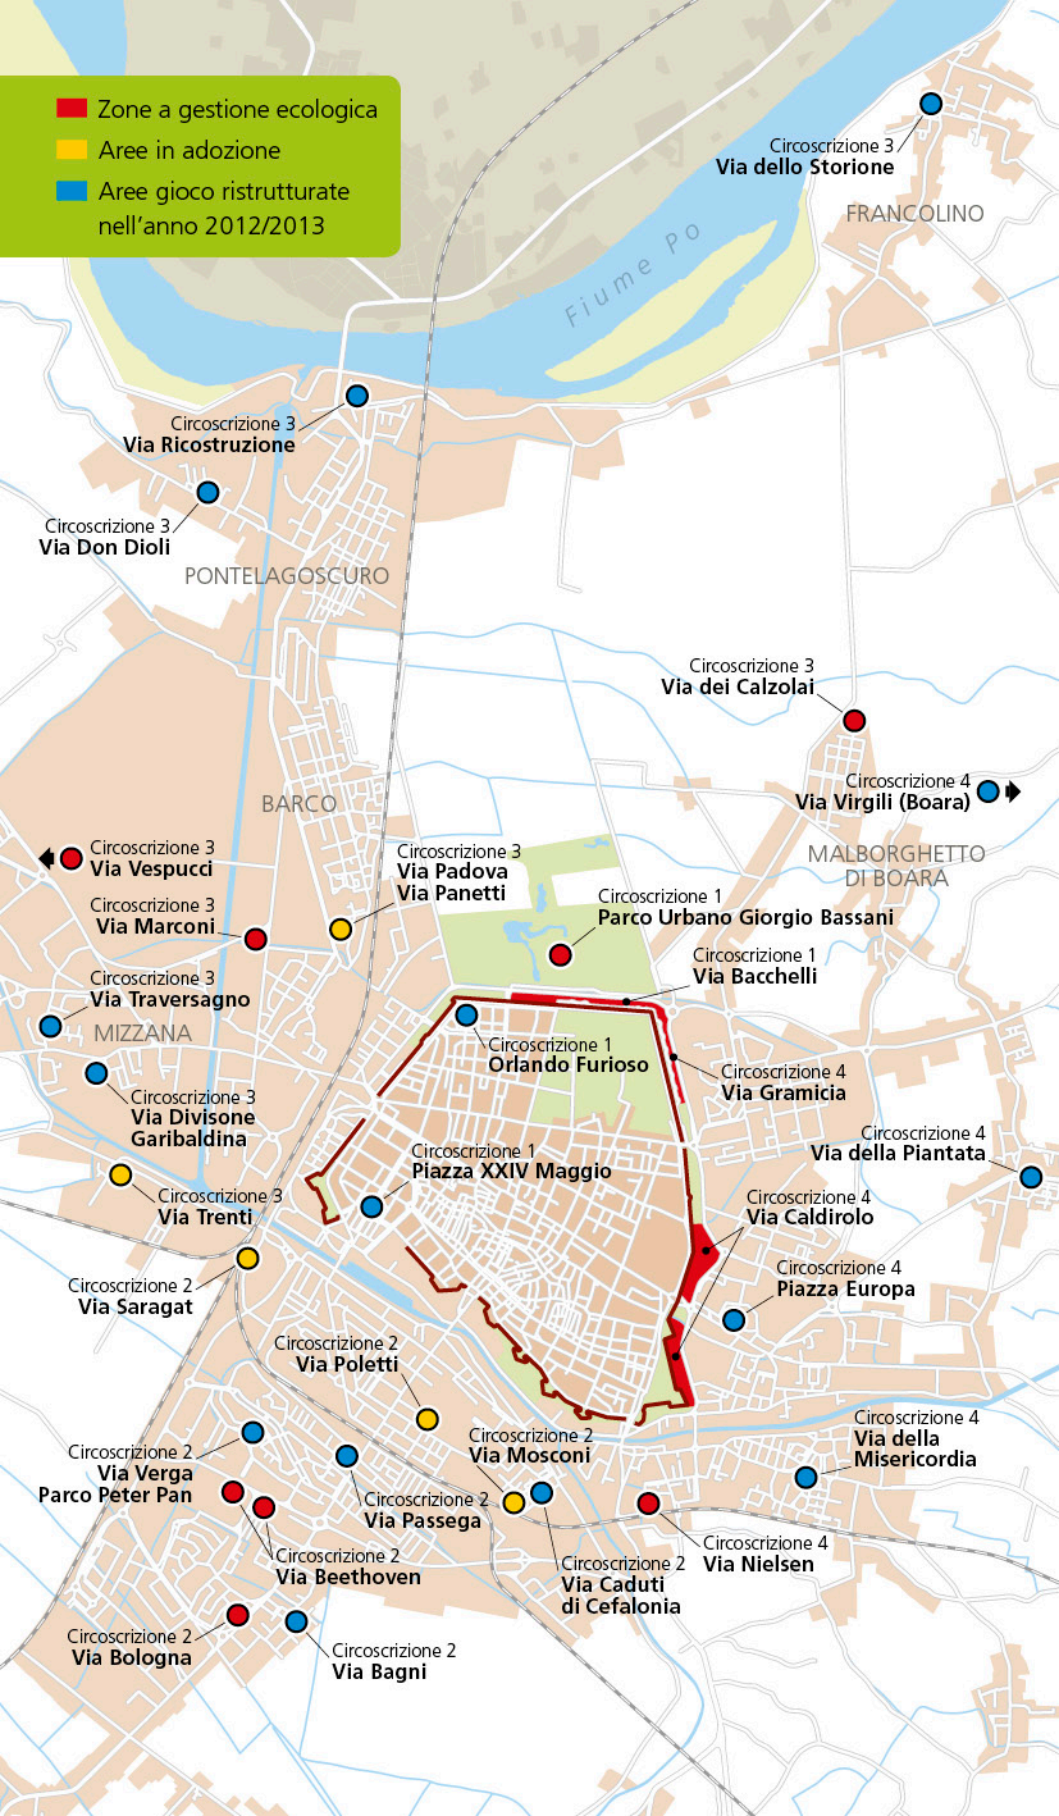 Zone a gestione ecologica
Aree in adozione
Aree gioco ristrutturate
nell'anno 2012/2013
Circoscrizione 3
Via dello Storione
FRANCOLINO
Fiume Po
Circoscrizione 3
Via Ricostruzione
Circoscrizione 3
Via Don Dioli
PONTELAGOSCURO
Circoscrizione 3
Via dei Calzolai
Circoscrizione 4
Via Virgili (Boara)
BARCO
MALBORGHETTO
DI BOARA
Circoscrizione 3
Via Vespucci
Circoscrizione 3
Via Padova
Via Panetti
Circoscrizione 1
Parco Urbano Giorgio Bassani
Circoscrizione 3
Via Marconi
Circoscrizione 1
Via Bacchelli
Circoscrizione 3
Via Traversagno
MIZZANA
Circoscrizione 1
Orlando Furioso
Circoscrizione 4
Via Gramicia
Circoscrizione 3
Via Divisone
Garibaldina
Circoscrizione 4
Via della Piantata
Circoscrizione 1
Piazza XXIV Maggio
Circoscrizione 3
Via Trenti
Circoscrizione 4
Via Caldirolo
Circoscrizione 4
Piazza Europa
Circoscrizione 2
Via Saragat
Circoscrizione 2
Via Poletti
Circoscrizione 4
Via della
Misericordia
Circoscrizione 2
Via Mosconi
Circoscrizione 2
Via Verga
Parco Peter Pan
Circoscrizione 2
Via Passega
Circoscrizione 4
Via Nielsen
Circoscrizione 2
Via Beethoven
Circoscrizione 2
Via Caduti
di Cefalonia
Circoscrizione 2
Via Bologna
Circoscrizione 2
Via Bagni